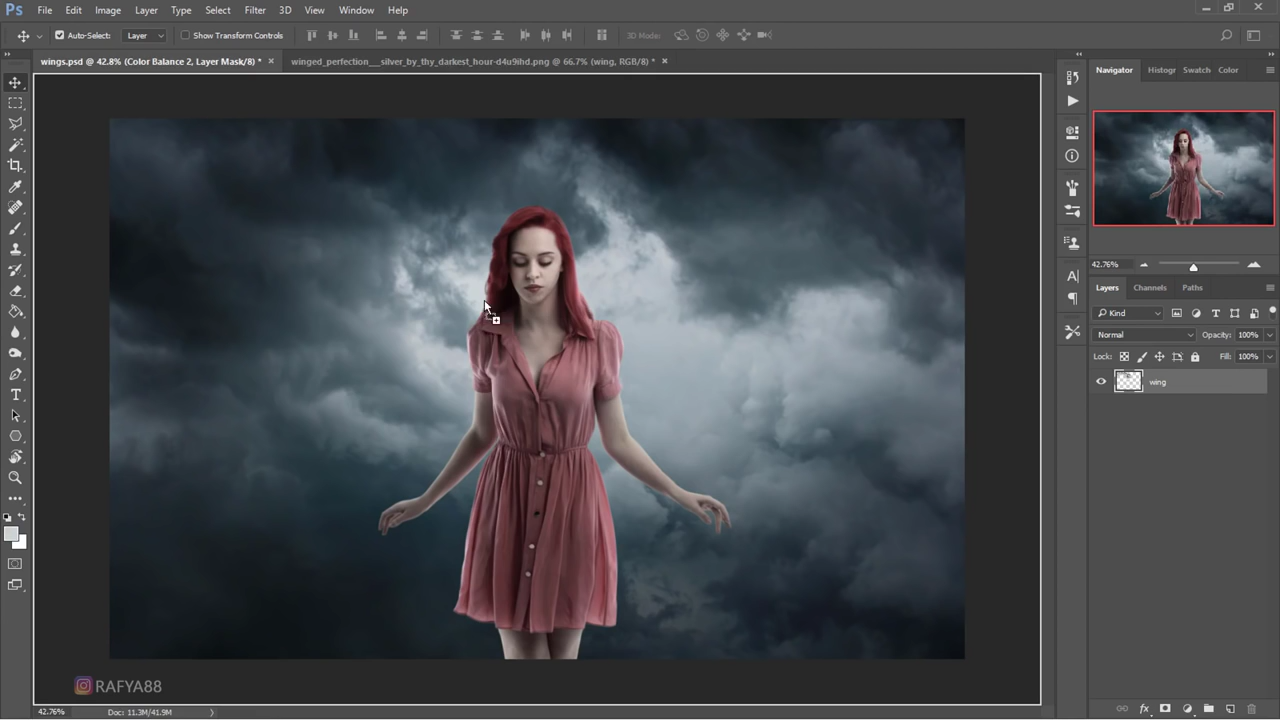 Ps File Edit Image Layer Type Select Filter 3D View Window Help
Auto-Select: Layer Show Transform Controls 3D Mode:
wings.psd @ 42.8% (Color Balance 2, Layer Mask/8) * × winged_perfection___silver_by_thy_darkest_hour-d4u9ihd.png @ 66.7% (wing, RGB/8) * ×
Navigator Histogr Swatch Color
42.76%
Layers Channels Paths
Kind
Normal Opacity: 100%
Lock: Fill: 100%
wing
RAFYA88
42.76% Doc: 11.3M/41.9M